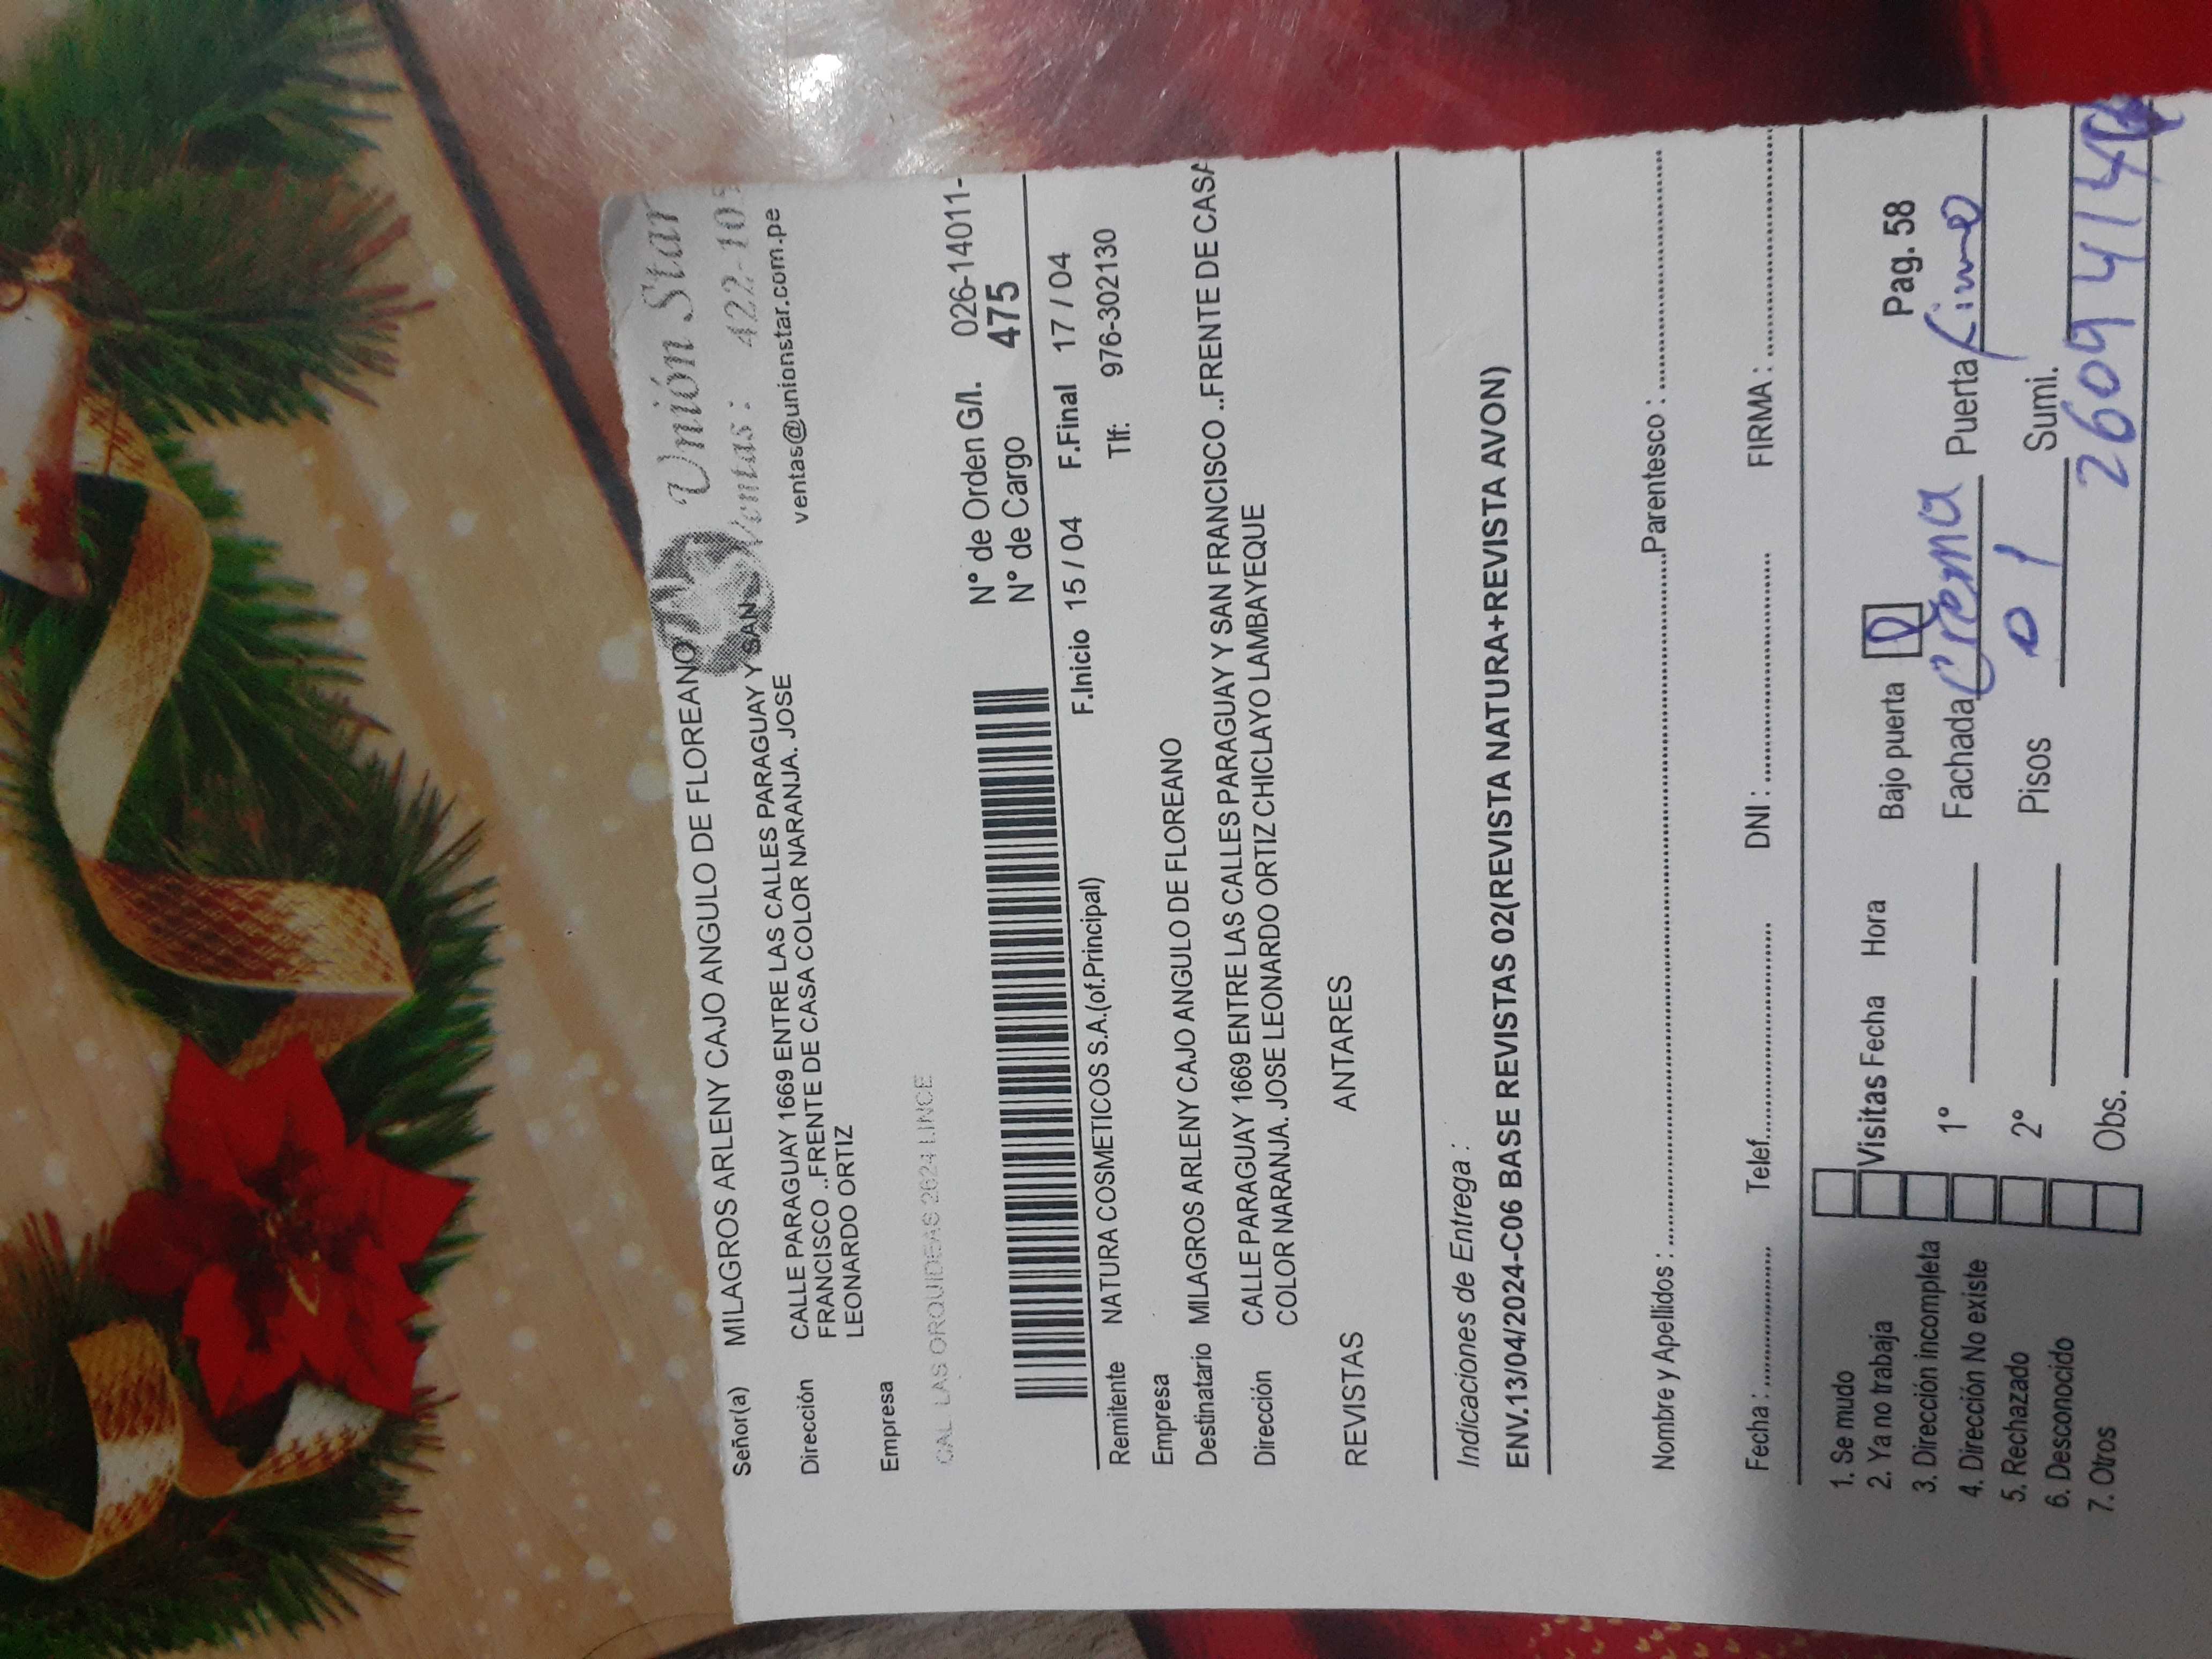 Unión Star
Ventas: 422-10
ventas@unionstar.com.pe
Señor(a) MILAGROS ARLENY CAJO ANGULO DE FLOREANO
Dirección CALLE PARAGUAY 1669 ENTRE LAS CALLES PARAGUAY Y SAN
FRANCISCO ..FRENTE DE CASA COLOR NARANJA. JOSE
LEONARDO ORTIZ
Empresa
CAL LAS ORQUIDEAS 2624 LINCE
N° de Orden G/I. 026-14011-
N° de Cargo 475
F.Inicio 15 / 04 F.Final 17 / 04
Remitente NATURA COSMETICOS S.A.(of.Principal) Tlf: 976-302130
Empresa
Destinatario MILAGROS ARLENY CAJO ANGULO DE FLOREANO
Dirección CALLE PARAGUAY 1669 ENTRE LAS CALLES PARAGUAY Y SAN FRANCISCO ..FRENTE DE CASA
COLOR NARANJA. JOSE LEONARDO ORTIZ CHICLAYO LAMBAYEQUE
REVISTAS ANTARES
Indicaciones de Entrega :
ENV.13/04/2024-C06 BASE REVISTAS 02(REVISTA NATURA+REVISTA AVON)
Nombre y Apellidos : Parentesco :
Fecha : Telef. DNI : FIRMA :
1. Se mudo
2. Ya no trabaja
3. Dirección incompleta
4. Dirección No existe
5. Rechazado
6. Desconocido
7. Otros
Visitas Fecha Hora Bajo puerta Pag. 58
1º Fachada Crema Puerta
2º Pisos 01 Sumi.
Obs. 2609414